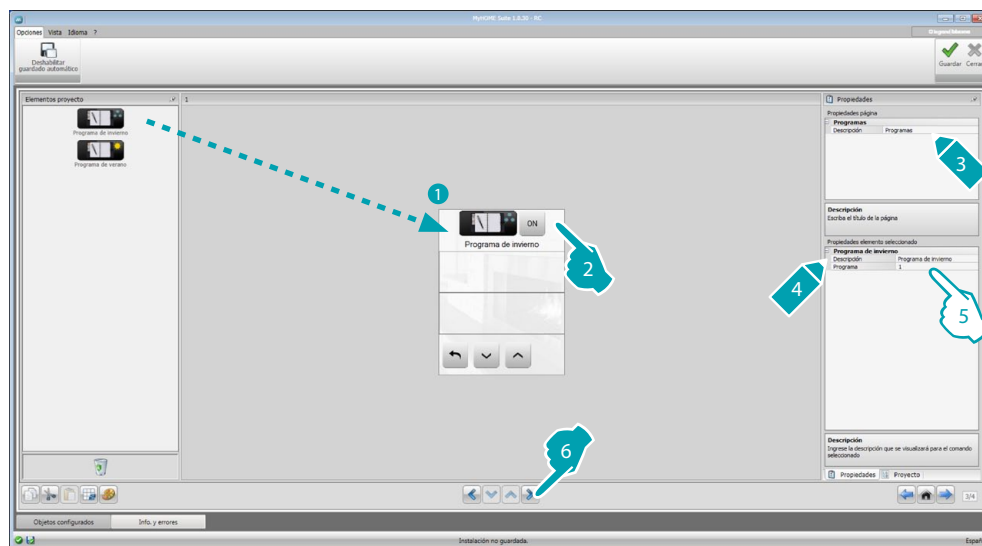 MyHOME Suite 1.0.30 - BC
Opciones Vista Idioma ?
Deshabilitar
guardado automático
Guardar Cerrar
Elementos proyecto
1
Propiedades
Programa de invierno
Programa de verano
Propiedades página
Programas
Descripción Programas
3
Descripción
Escriba el título de la página
1
ON
Programa de invierno
2
Propiedades elemento seleccionado
Programa de invierno
Descripción Programa de invierno
Programa 1
4
5
6
Descripción
Ingrese la descripción que se visualizará para el comando
seleccionado
Propiedades Proyecto
3/4
Objetos configurados Info. y errores
Instalación no guardada.
Españ